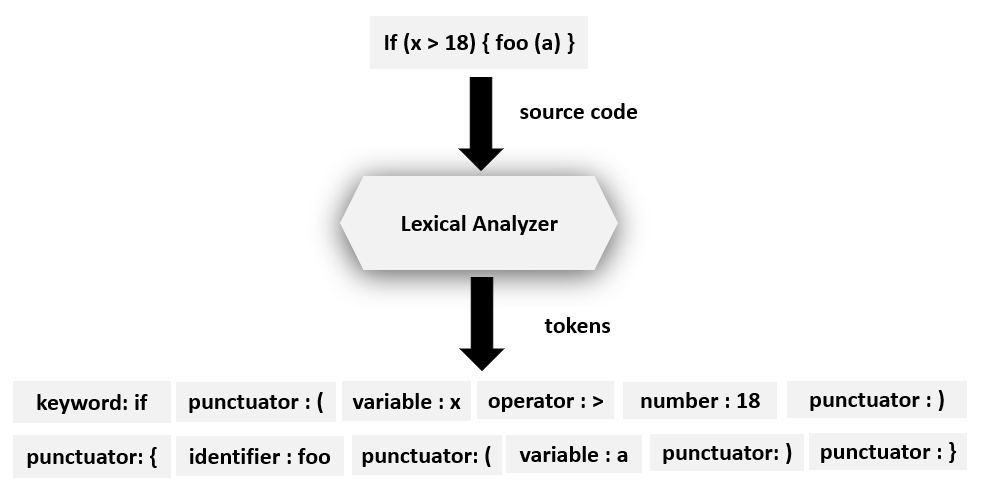 If (x > 18) { foo (a) }
source code
Lexical Analyzer
tokens
keyword: if punctuator : ( variable : x operator : > number : 18 punctuator : )
punctuator: { identifier : foo punctuator: ( variable : a punctuator: ) punctuator : }